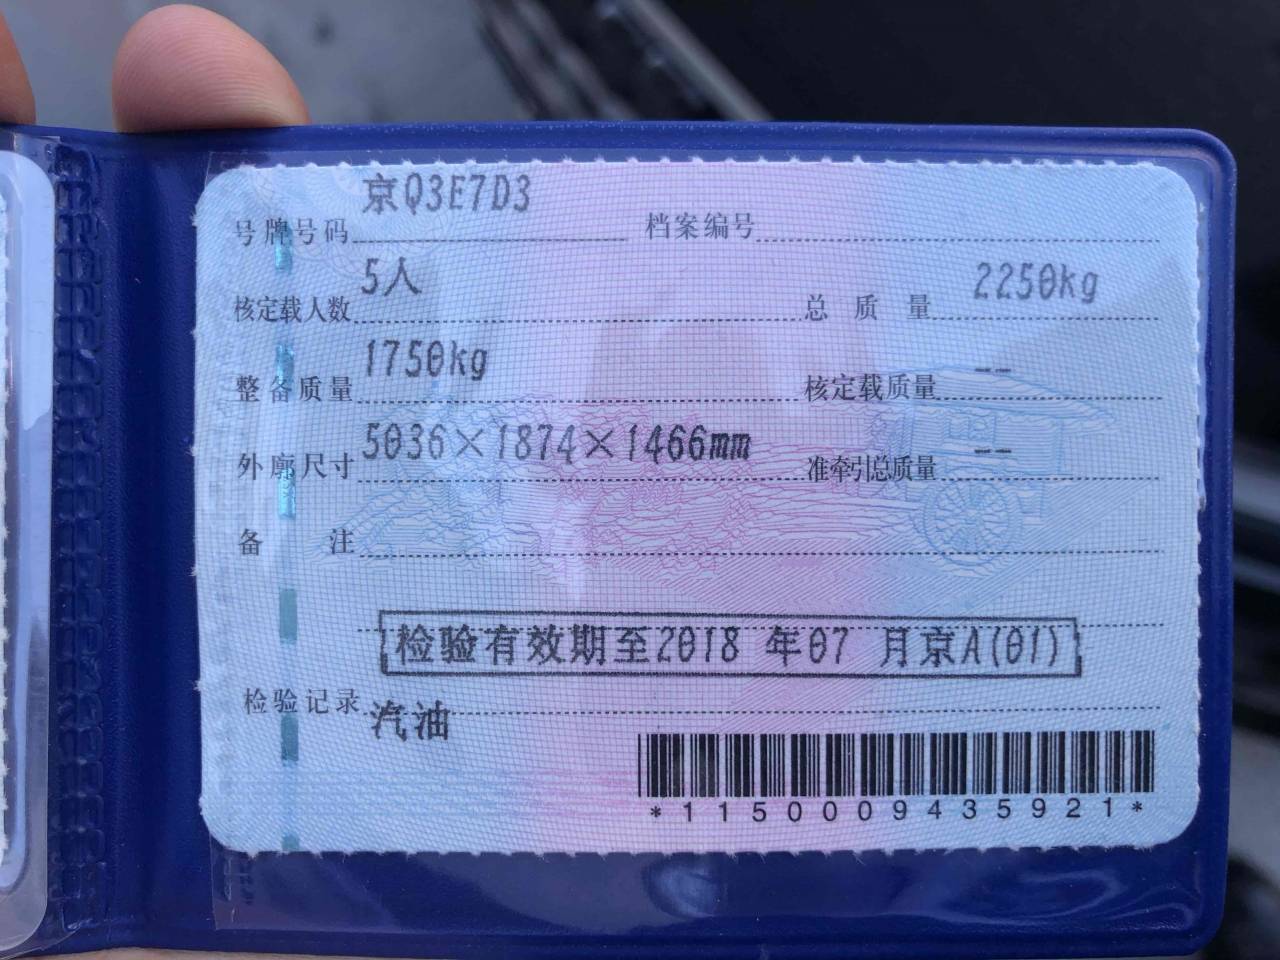 号牌号码 京Q3E7D3 档案编号
核定载人数 5人 总质量 2250kg
整备质量 1750kg 核定载质量 --
外廓尺寸 5036×1874×1466mm 准牵引总质量 --
备注
检验有效期至2018 年07 月京A(01)
检验记录 汽油
*1150009435921*